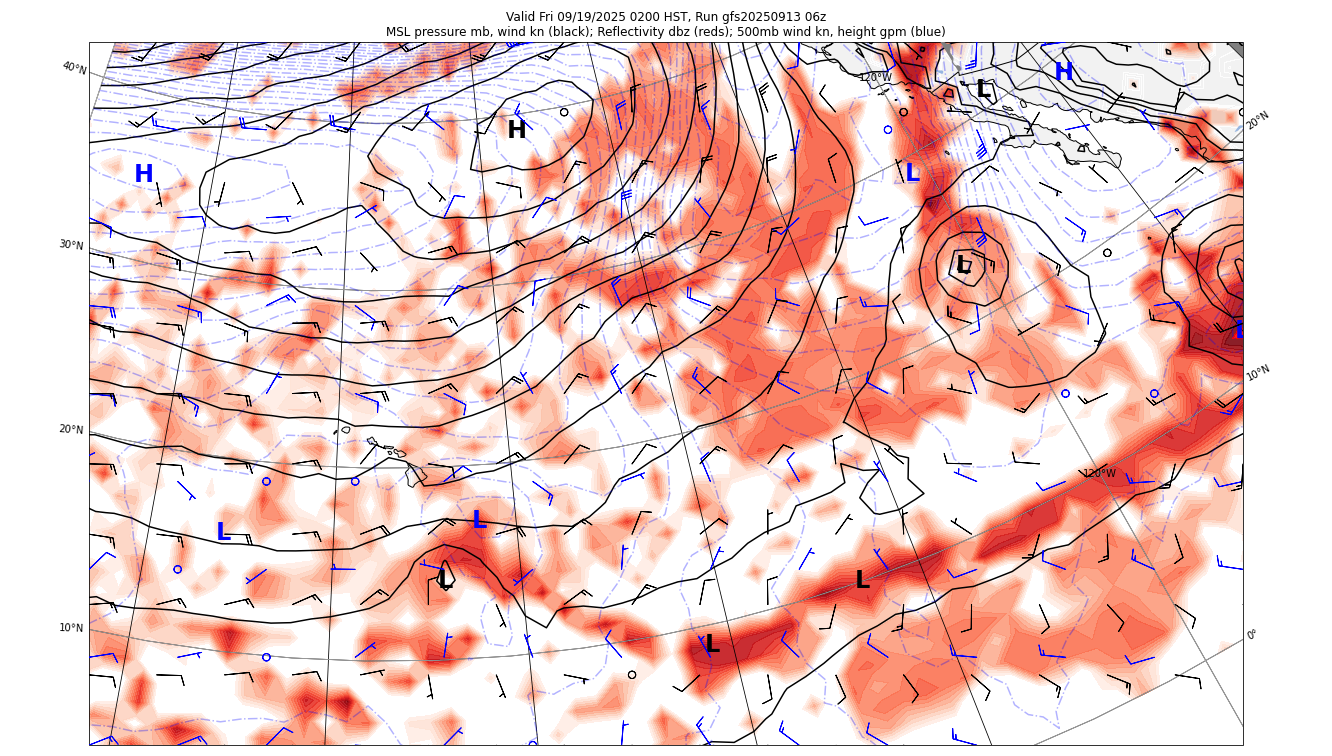 Valid Fri 09/19/2025 0200 HST, Run gfs20250913 06z
MSL pressure mb, wind kn (black); Reflectivity dbz (reds); 500mb wind kn, height gpm (blue)
40°N
120°W
H
L
20°N
H
H
L
30°N
L
L
10°N
20°N
120°W
L
L
L
L
10°N
L
0°